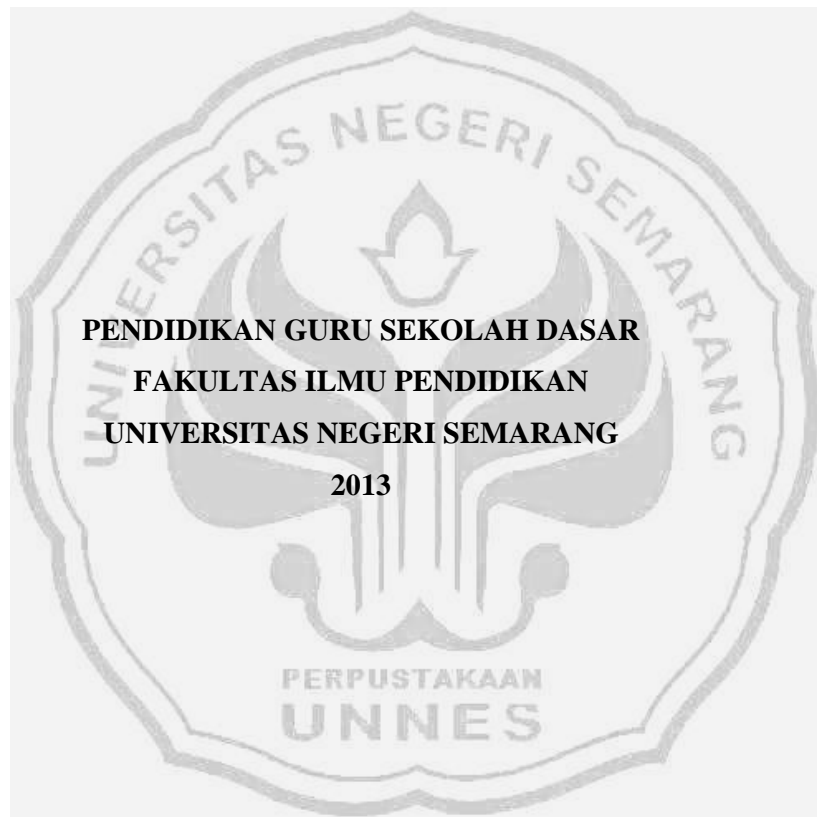 UNIVERSITAS NEGERI SEMARANG
PENDIDIKAN GURU SEKOLAH DASAR
FAKULTAS ILMU PENDIDIKAN
UNIVERSITAS NEGERI SEMARANG
2013
PERPUSTAKAAN
UNNES